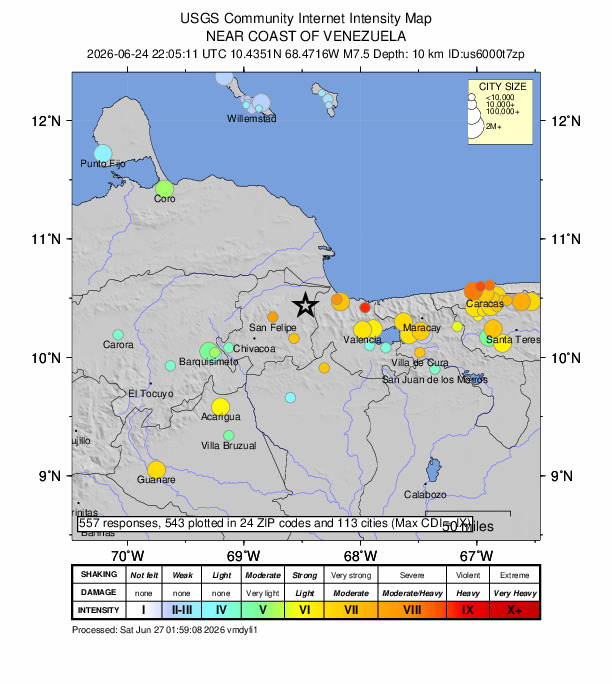 USGS Community Internet Intensity Map
NEAR COAST OF VENEZUELA
2026-06-24 22:05:11 UTC 10.4351N 68.4716W M7.5 Depth: 10 km ID:us6000t7zp
CITY SIZE
<10,000
10,000+
100,000+
2M+
12°N 12°N
Willemstad
Punto Fijo
Coro
11°N 11°N
Caracas
San Felipe
Maracay
Valencia
Santa Teres
Carora
Chivacoa
Barquisimeto
10°N 10°N
Villa de Cura
San Juan de los Morros
El Tocuyo
Acarigua
ujillo
Villa Bruzual
Guanare
9°N 9°N
Calabozo
rinitas
557 responses, 543 plotted in 24 ZIP codes and 113 cities (Max CDI = IX)
50 miles
Barinas
70°W 69°W 68°W 67°W
SHAKING Not felt Weak Light Moderate Strong Very strong Severe Violent Extreme
DAMAGE none none none Very light Light Moderate Moderate/Heavy Heavy Very Heavy
INTENSITY I II-III IV V VI VII VIII IX X+
Processed: Sat Jun 27 01:59:08 2026 vmdyfi1